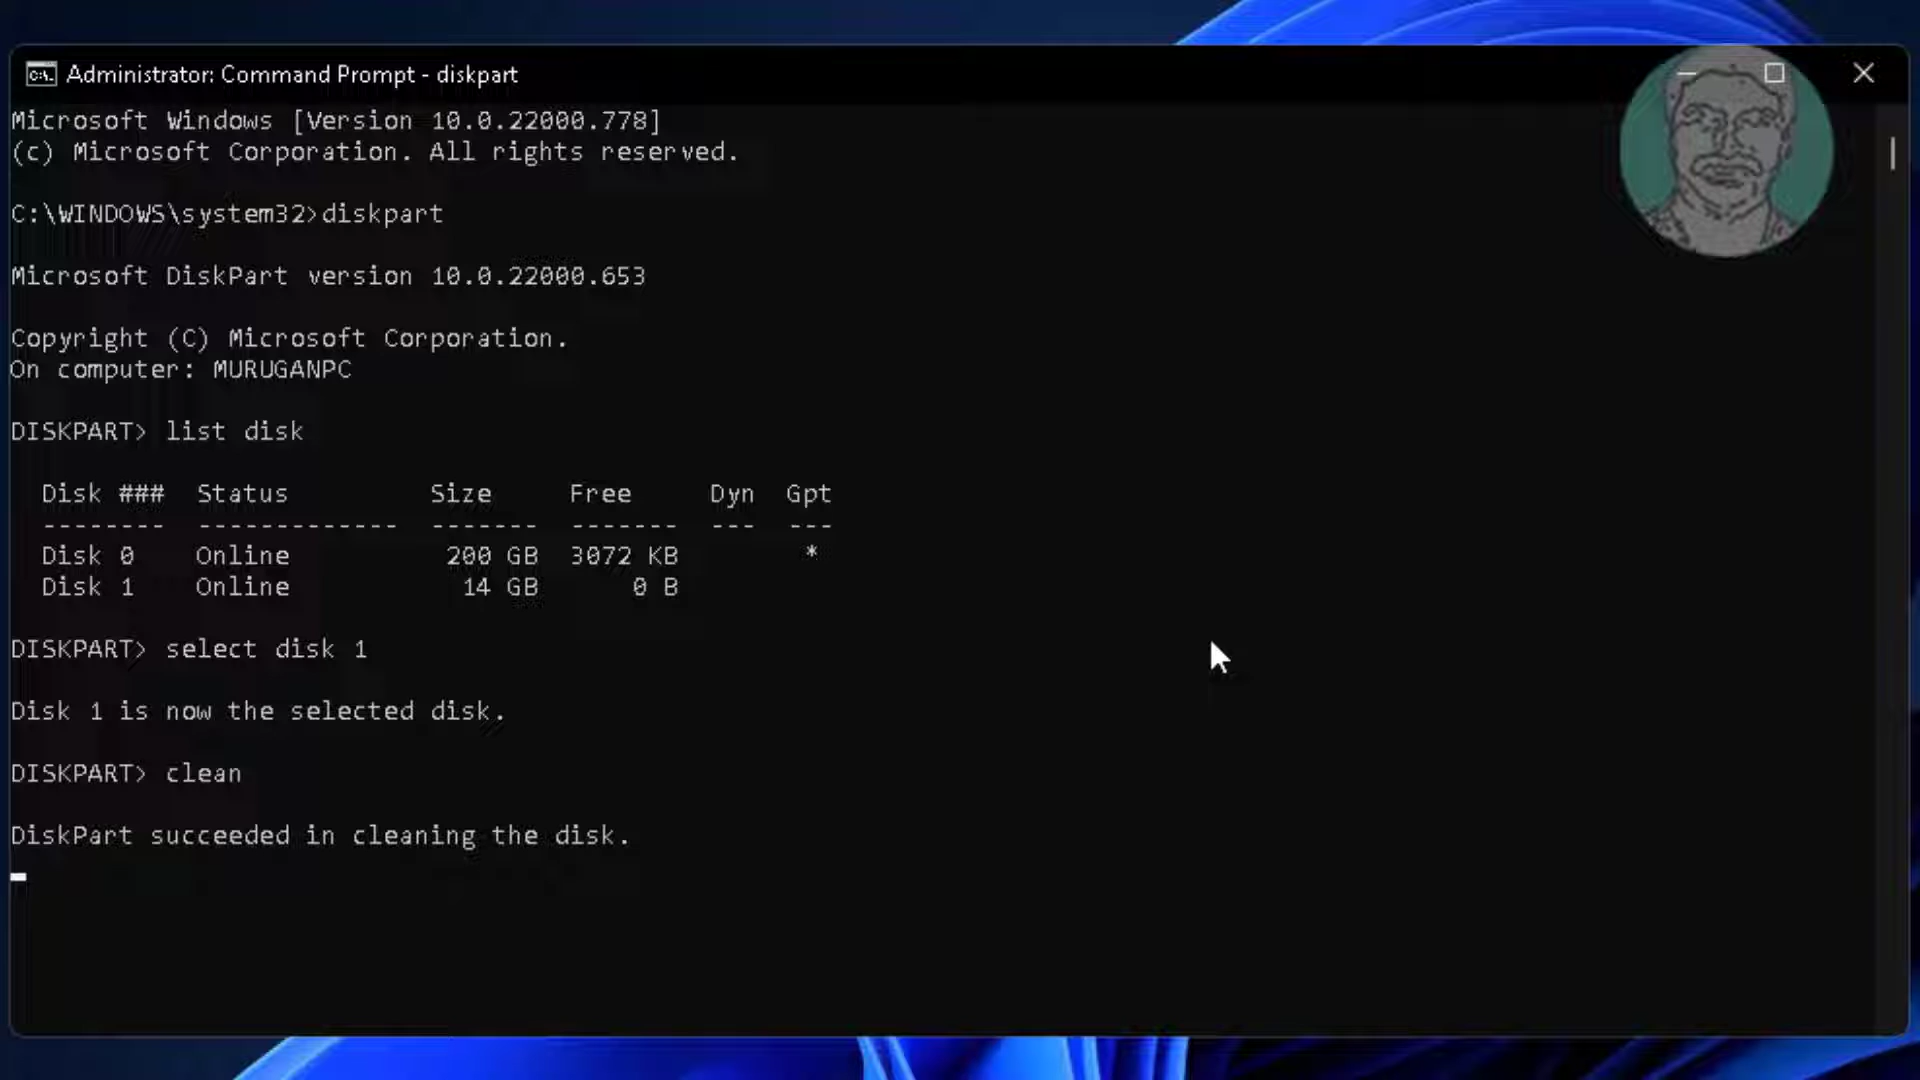 Administrator: Command Prompt - diskpart
Microsoft Windows [Version 10.0.22000.778]
(c) Microsoft Corporation. All rights reserved.
C:\WINDOWS\system32>diskpart
Microsoft DiskPart version 10.0.22000.653
Copyright (C) Microsoft Corporation.
On computer: MURUGANPC
DISKPART> list disk
Disk ### Status Size Free Dyn Gpt
-------- ------------- ------- ------- --- ---
Disk 0 Online 200 GB 3072 KB *
Disk 1 Online 14 GB 0 B
DISKPART> select disk 1
Disk 1 is now the selected disk.
DISKPART> clean
DiskPart succeeded in cleaning the disk.